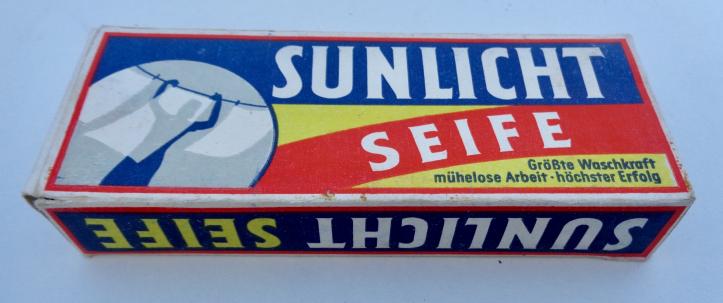 SUNLICHT
SEIFE
Größte Waschkraft
mühelose Arbeit · höchster Erfolg
SUNLICHT SEIFE